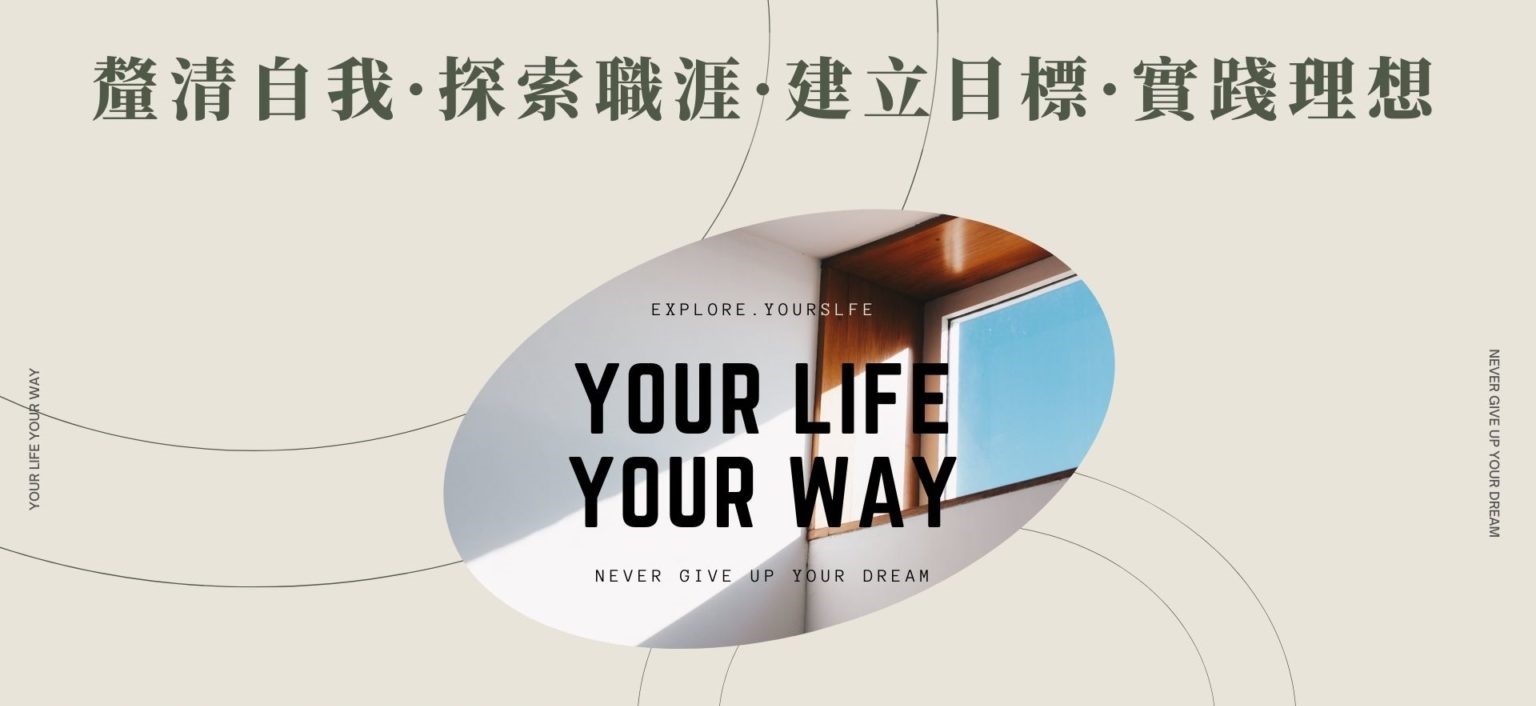 釐清自我·探索職涯·建立目標·實踐理想
EXPLORE.YOURSLFE
YOUR LIFE
YOUR WAY
NEVER GIVE UP YOUR DREAM
YOUR LIFE YOUR WAY
NEVER GIVE UP YOUR DREAM